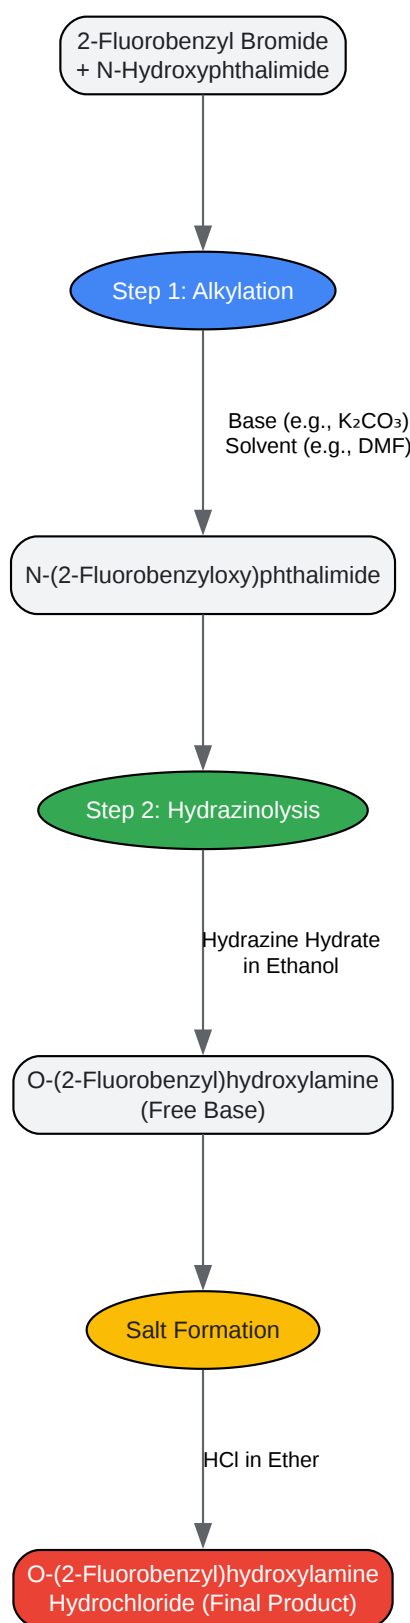 2-Fluorobenzyl Bromide
+ N-Hydroxyphthalimide
Step 1: Alkylation
Base (e.g., K₂CO₃)
Solvent (e.g., DMF)
N-(2-Fluorobenzyloxy)phthalimide
Step 2: Hydrazinolysis
Hydrazine Hydrate
in Ethanol
O-(2-Fluorobenzyl)hydroxylamine
(Free Base)
Salt Formation
HCl in Ether
O-(2-Fluorobenzyl)hydroxylamine
Hydrochloride (Final Product)